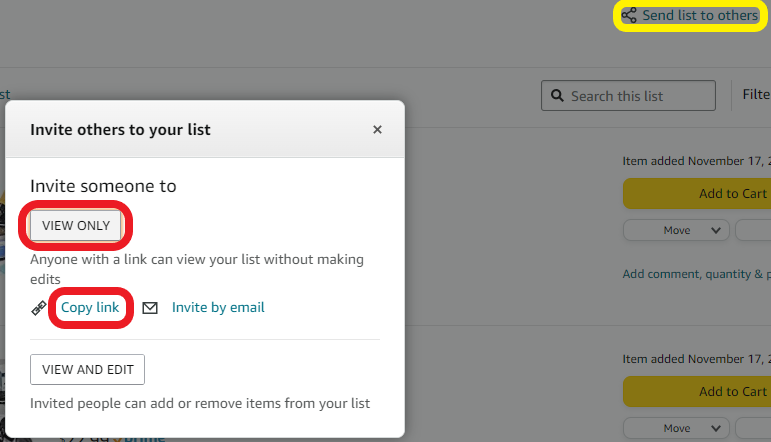 Send list to others
st
Search this list
Filte
Invite others to your list
Item added November 17, 2
Invite someone to
Add to Cart
VIEW ONLY
Move
Anyone with a link can view your list without making
edits
Add comment, quantity & p
Copy link
Invite by email
Item added November 17, 2
VIEW AND EDIT
Add to Cart
Invited people can add or remove items from your list
Move
prime